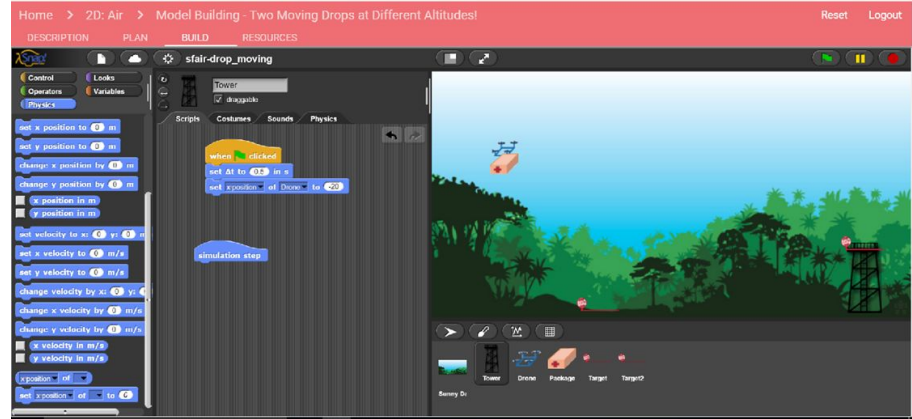 Home > 2D: Air > Model Building - Two Moving Drops at Different Altitudes!
Reset Logout
DESCRIPTION PLAN BUILD RESOURCES
Snap!
sfair-drop_moving
Control Looks
Operators Variables
Physics
Tower
draggable
Scripts Costumes Sounds Physics
set x position to 0 m
set y position to 0 m
change x position by 0 m
change y position by 0 m
x position in m
y position in m
set velocity to x: 0 y: 0 m
set x velocity to 0 m/s
set y velocity to 0 m/s
change velocity by x: 0 y:
change x velocity by 0 m/s
change y velocity by 0 m/s
x velocity in m/s
y velocity in m/s
x position of
set x position of to 0
when clicked
set Δt to 0.5 in s
set x position of Drone to -20
simulation step
Sunny Da
Tower
Drone
Package
Target
Target2